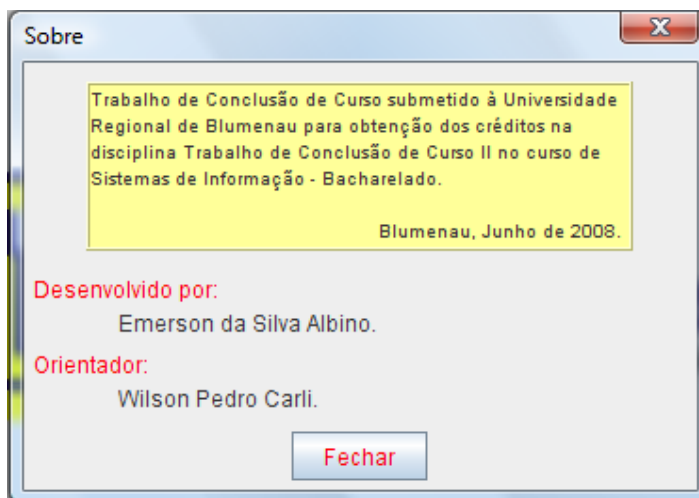 Sobre
Trabalho de Conclusão de Curso submetido à Universidade
Regional de Blumenau para obtenção dos créditos na
disciplina Trabalho de Conclusão de Curso II no curso de
Sistemas de Informação - Bacharelado.
Blumenau, Junho de 2008.
Desenvolvido por:
Emerson da Silva Albino.
Orientador:
Wilson Pedro Carli.
Fechar